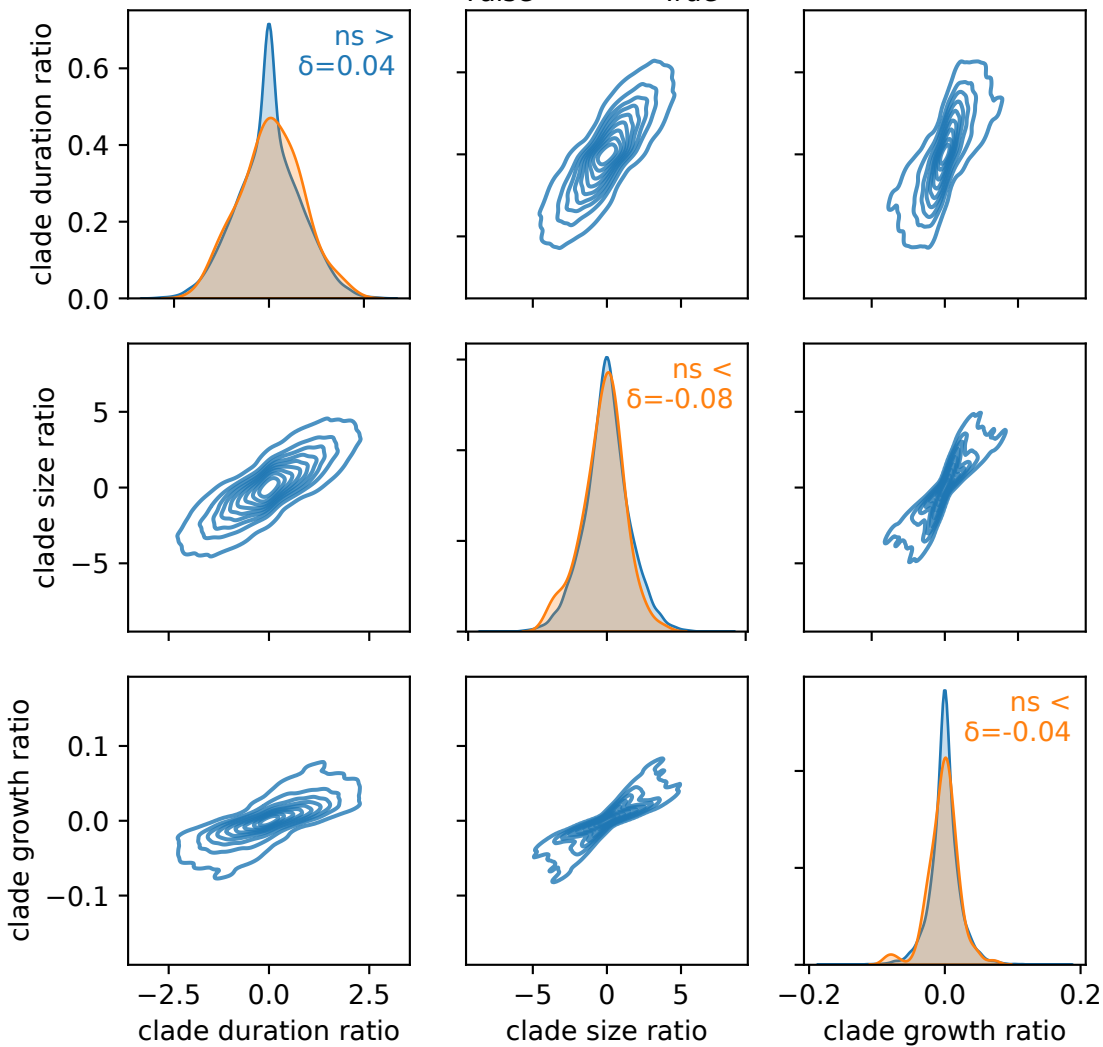 clade duration ratio
0.6
0.4
0.2
0.0
ns >
δ=0.04
clade size ratio
5
0
−5
ns <
δ=-0.08
clade growth ratio
0.1
0.0
−0.1
ns <
δ=-0.04
−2.5 0.0 2.5
−5 0 5
−0.2 0.0 0.2
clade duration ratio
clade size ratio
clade growth ratio